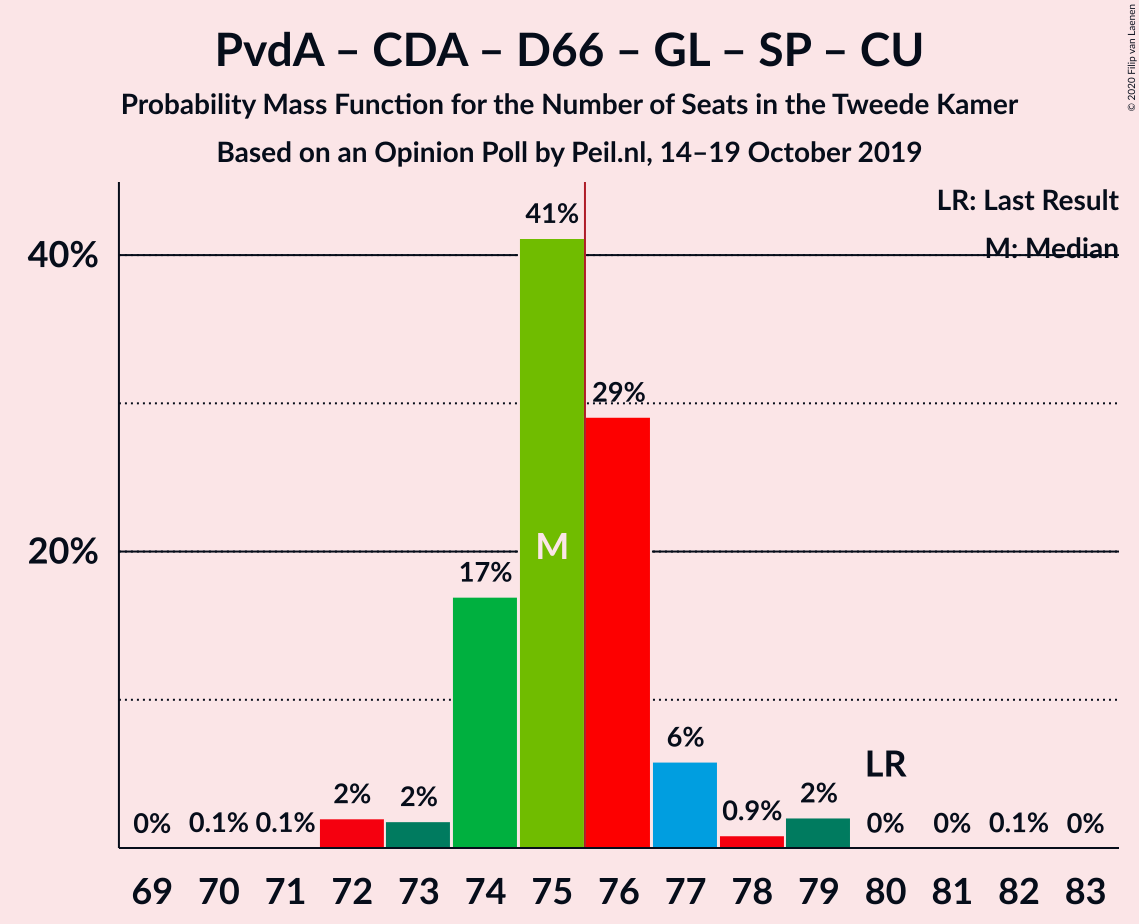 PvdA – CDA – D66 – GL – SP – CU
Probability Mass Function for the Number of Seats in the Tweede Kamer
Based on an Opinion Poll by Peil.nl, 14–19 October 2019
© 2020 Filip van Laenen
LR: Last Result
M: Median
40%
20%
0%
0.1%
0.1%
2%
2%
17%
41%
M
29%
6%
0.9%
2%
LR
0%
0%
0.1%
0%
69 70 71 72 73 74 75 76 77 78 79 80 81 82 83